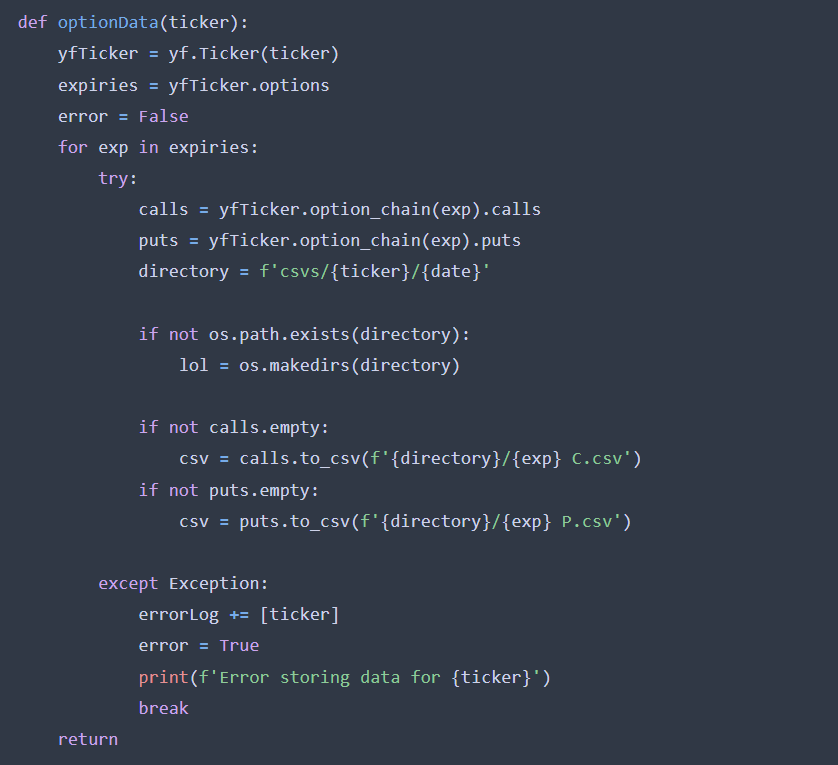 def optionData(ticker):
    yfTicker = yf.Ticker(ticker)
    expiries = yfTicker.options
    error = False
    for exp in expiries:
        try:
            calls = yfTicker.option_chain(exp).calls
            puts = yfTicker.option_chain(exp).puts
            directory = f'csvs/{ticker}/{date}'

            if not os.path.exists(directory):
                lol = os.makedirs(directory)

            if not calls.empty:
                csv = calls.to_csv(f'{directory}/{exp} C.csv')
            if not puts.empty:
                csv = puts.to_csv(f'{directory}/{exp} P.csv')

        except Exception:
            errorLog += [ticker]
            error = True
            print(f'Error storing data for {ticker}')
            break
    return